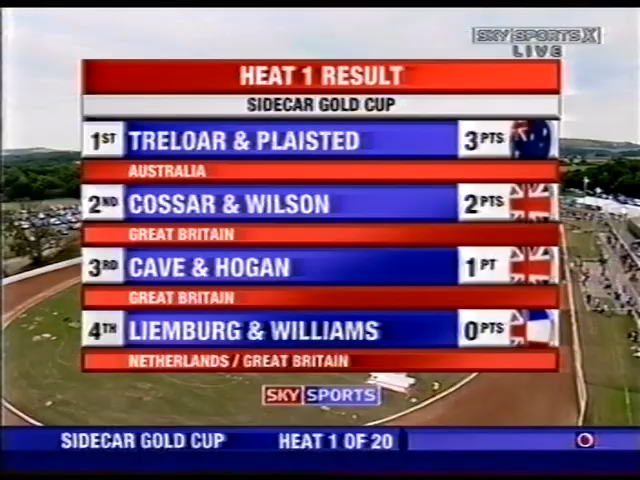 SKY SPORTS X
LIVE
HEAT 1 RESULT
SIDECAR GOLD CUP
1ST TRELOAR & PLAISTED 3 PTS
AUSTRALIA
2ND COSSAR & WILSON 2 PTS
GREAT BRITAIN
3RD CAVE & HOGAN 1 PT
GREAT BRITAIN
4TH LIEMBURG & WILLIAMS 0 PTS
NETHERLANDS / GREAT BRITAIN
SKY SPORTS
SIDECAR GOLD CUP HEAT 1 OF 20